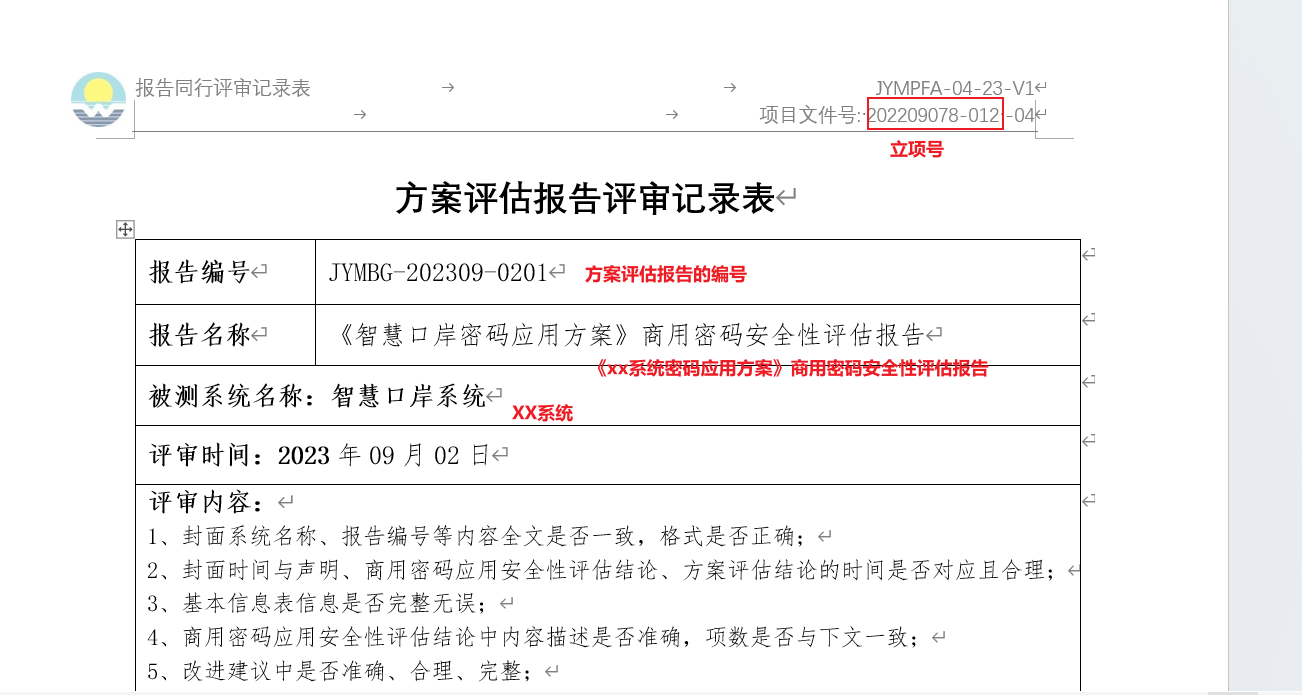 报告同行评审记录表 → → JYMPFA-04-23-V1↵
→ → 项目文件号: 202209078-012 -04↵
立项号
方案评估报告评审记录表↵
报告编号↵ JYMBG-202309-0201↵ 方案评估报告的编号
报告名称↵ 《智慧口岸密码应用方案》商用密码安全性评估报告↵
《xx系统密码应用方案》商用密码安全性评估报告
被测系统名称：智慧口岸系统↵
XX系统
评审时间：2023 年 09 月 02 日↵
评审内容：↵
1、封面系统名称、报告编号等内容全文是否一致，格式是否正确；↵
2、封面时间与声明、商用密码应用安全性评估结论、方案评估结论的时间是否对应且合理；↵
3、基本信息表信息是否完整无误；↵
4、商用密码应用安全性评估结论中内容描述是否准确，项数是否与下文一致；↵
5、改进建议中是否准确、合理、完整；↵